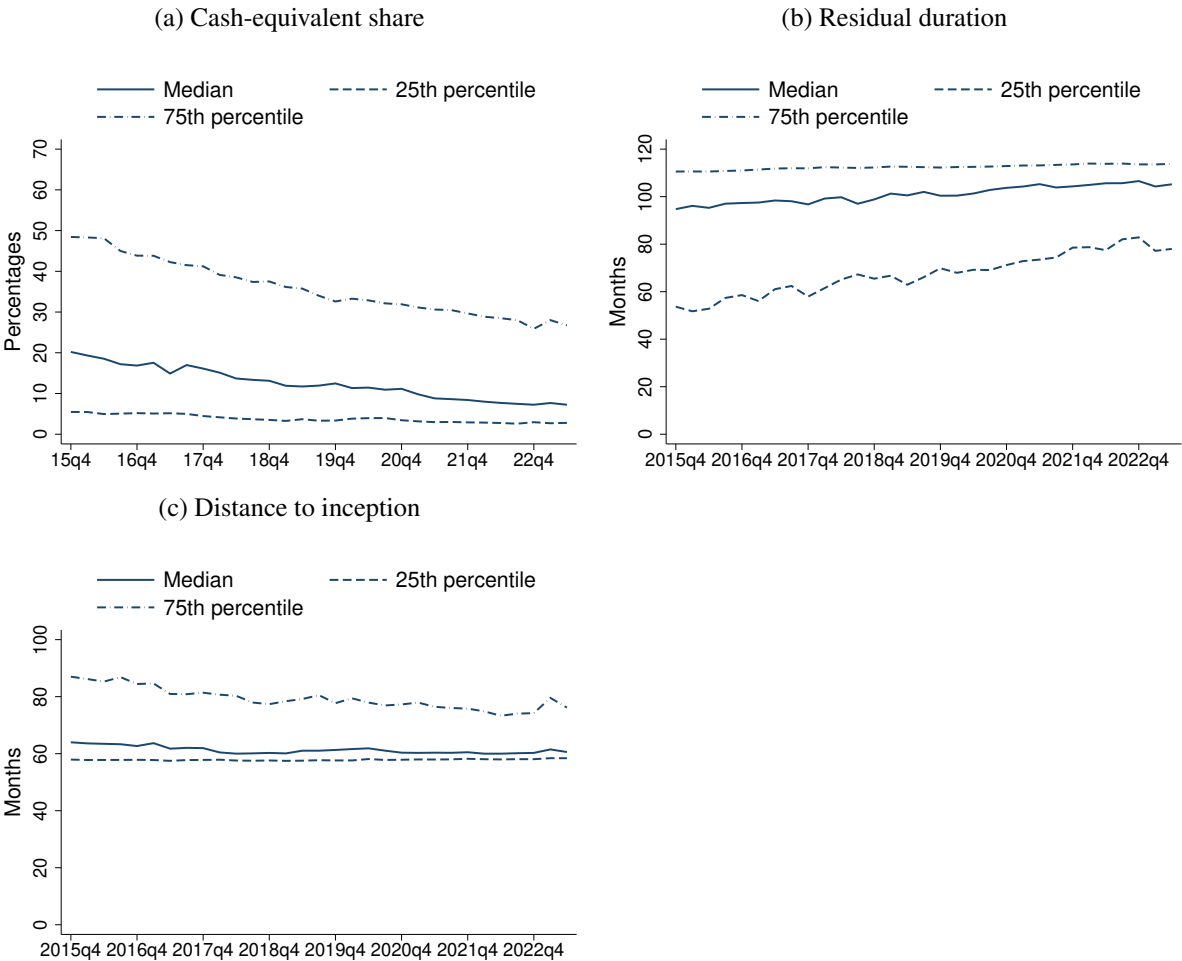 (a) Cash-equivalent share
Median
25th percentile
75th percentile
Percentages
70
60
50
40
30
20
10
0
15q4 16q4 17q4 18q4 19q4 20q4 21q4 22q4
(b) Residual duration
Median
25th percentile
75th percentile
Months
120
100
80
60
40
20
0
2015q4 2016q4 2017q4 2018q4 2019q4 2020q4 2021q4 2022q4
(c) Distance to inception
Median
25th percentile
75th percentile
Months
100
80
60
40
20
0
2015q4 2016q4 2017q4 2018q4 2019q4 2020q4 2021q4 2022q4